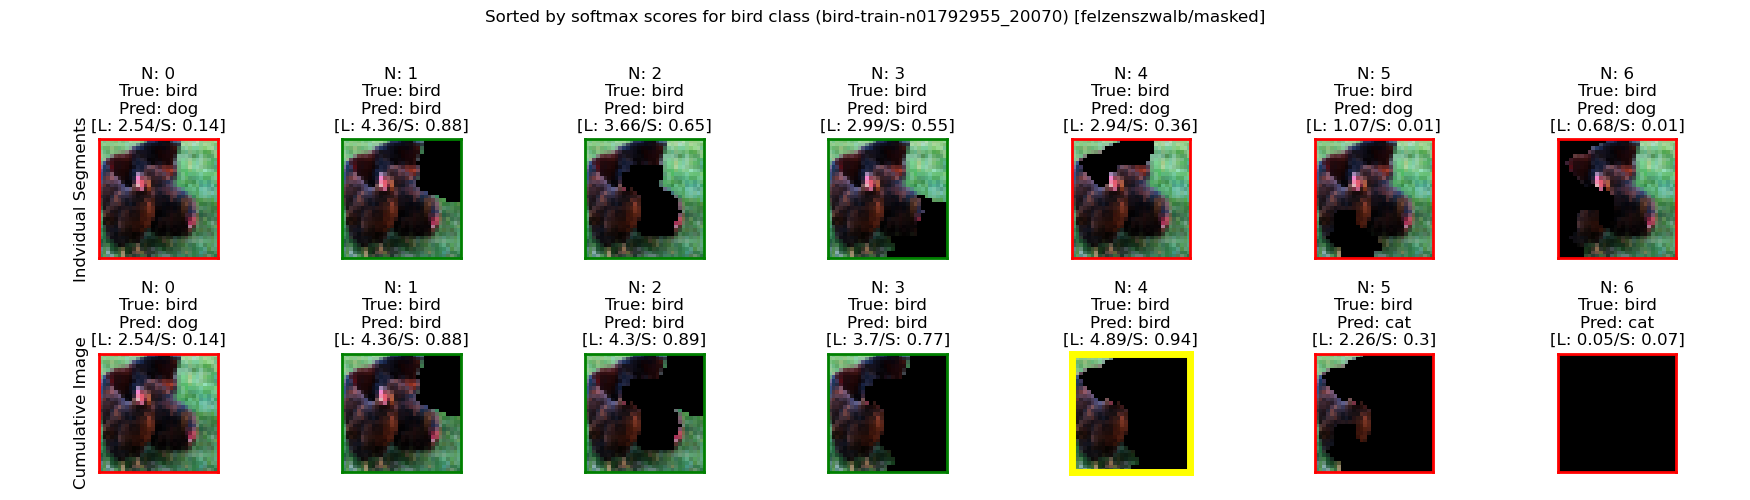 Sorted by softmax scores for bird class (bird-train-n01792955_20070) [felzenszwalb/masked]
Indvidual Segments
N: 0
True: bird
Pred: dog
[L: 2.54/S: 0.14]
N: 1
True: bird
Pred: bird
[L: 4.36/S: 0.88]
N: 2
True: bird
Pred: bird
[L: 3.66/S: 0.65]
N: 3
True: bird
Pred: bird
[L: 2.99/S: 0.55]
N: 4
True: bird
Pred: dog
[L: 2.94/S: 0.36]
N: 5
True: bird
Pred: dog
[L: 1.07/S: 0.01]
N: 6
True: bird
Pred: dog
[L: 0.68/S: 0.01]
Cumulative Image
N: 0
True: bird
Pred: dog
[L: 2.54/S: 0.14]
N: 1
True: bird
Pred: bird
[L: 4.36/S: 0.88]
N: 2
True: bird
Pred: bird
[L: 4.3/S: 0.89]
N: 3
True: bird
Pred: bird
[L: 3.7/S: 0.77]
N: 4
True: bird
Pred: bird
[L: 4.89/S: 0.94]
N: 5
True: bird
Pred: cat
[L: 2.26/S: 0.3]
N: 6
True: bird
Pred: cat
[L: 0.05/S: 0.07]